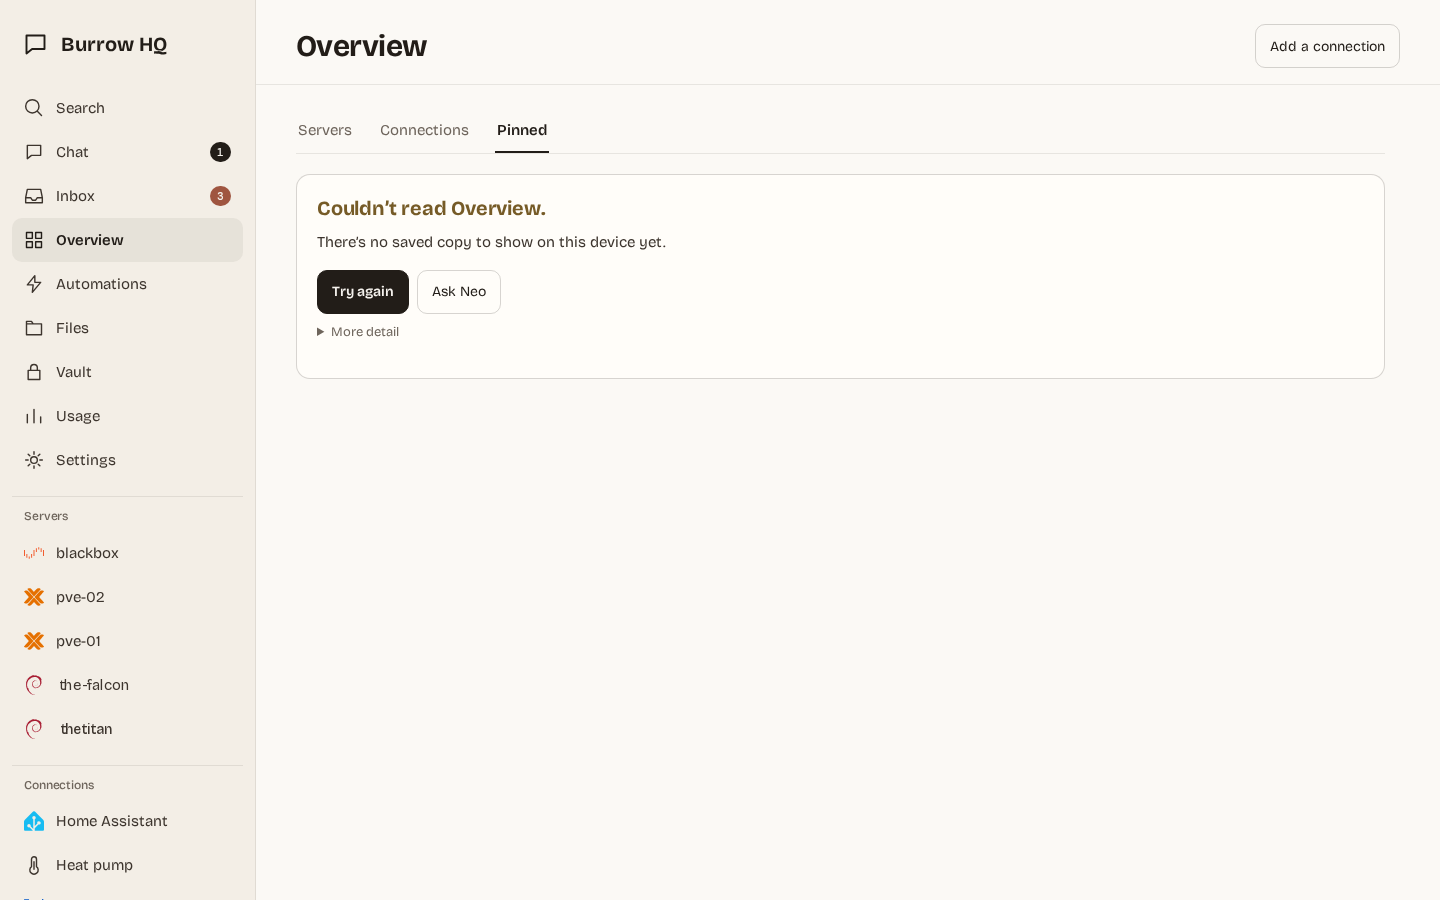 Burrow HQ
Search
Chat 1
Inbox 3
Overview
Automations
Files
Vault
Usage
Settings
Servers
blackbox
pve-02
pve-01
the-falcon
thetitan
Connections
Home Assistant
Heat pump
Overview
Add a connection
Servers Connections Pinned
Couldn’t read Overview.
There’s no saved copy to show on this device yet.
Try again Ask Neo
More detail